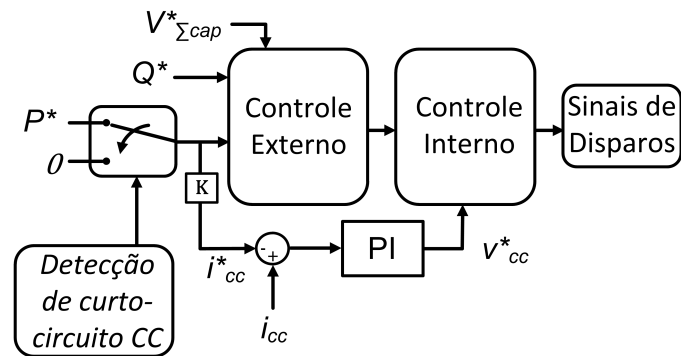 V*∑cap
Q*
P*
0
Controle
Externo
Controle
Interno
Sinais de
Disparos
K
Detecção
de curto-
circuito CC
i*cc
-
+
icc
PI
v*cc